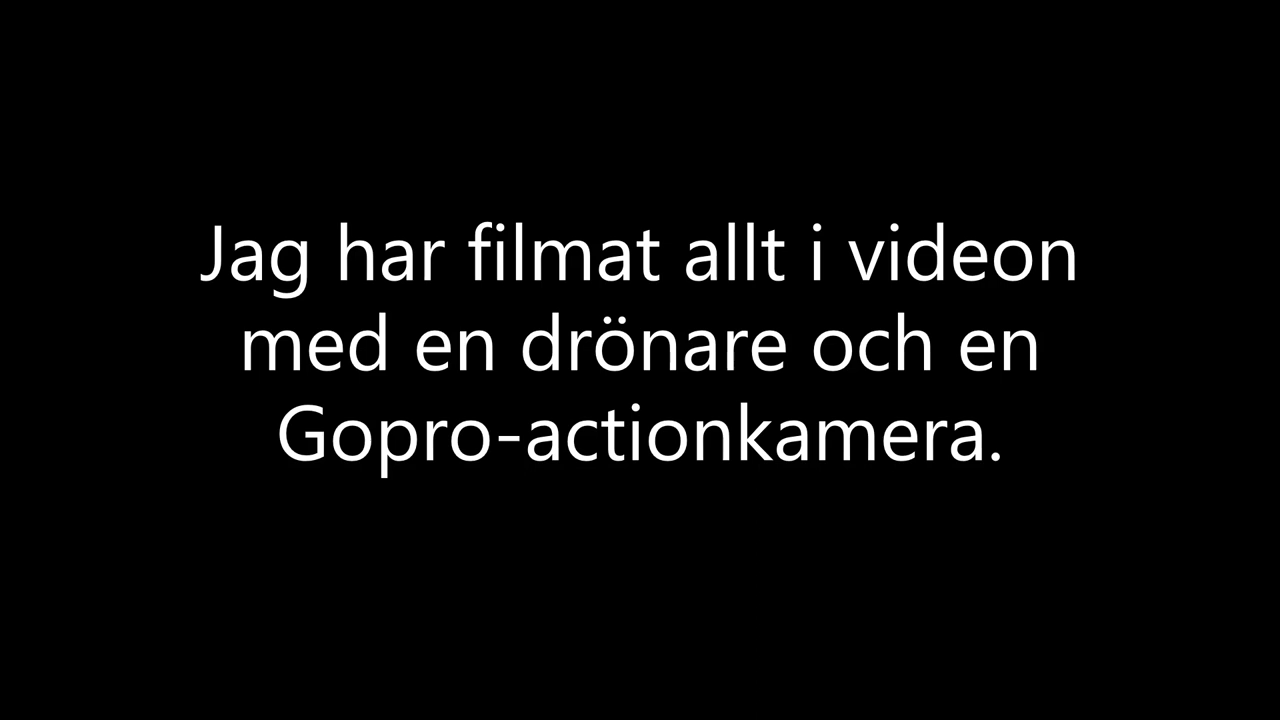 Jag har filmat allt i videon
med en drönare och en
Gopro-actionkamera.